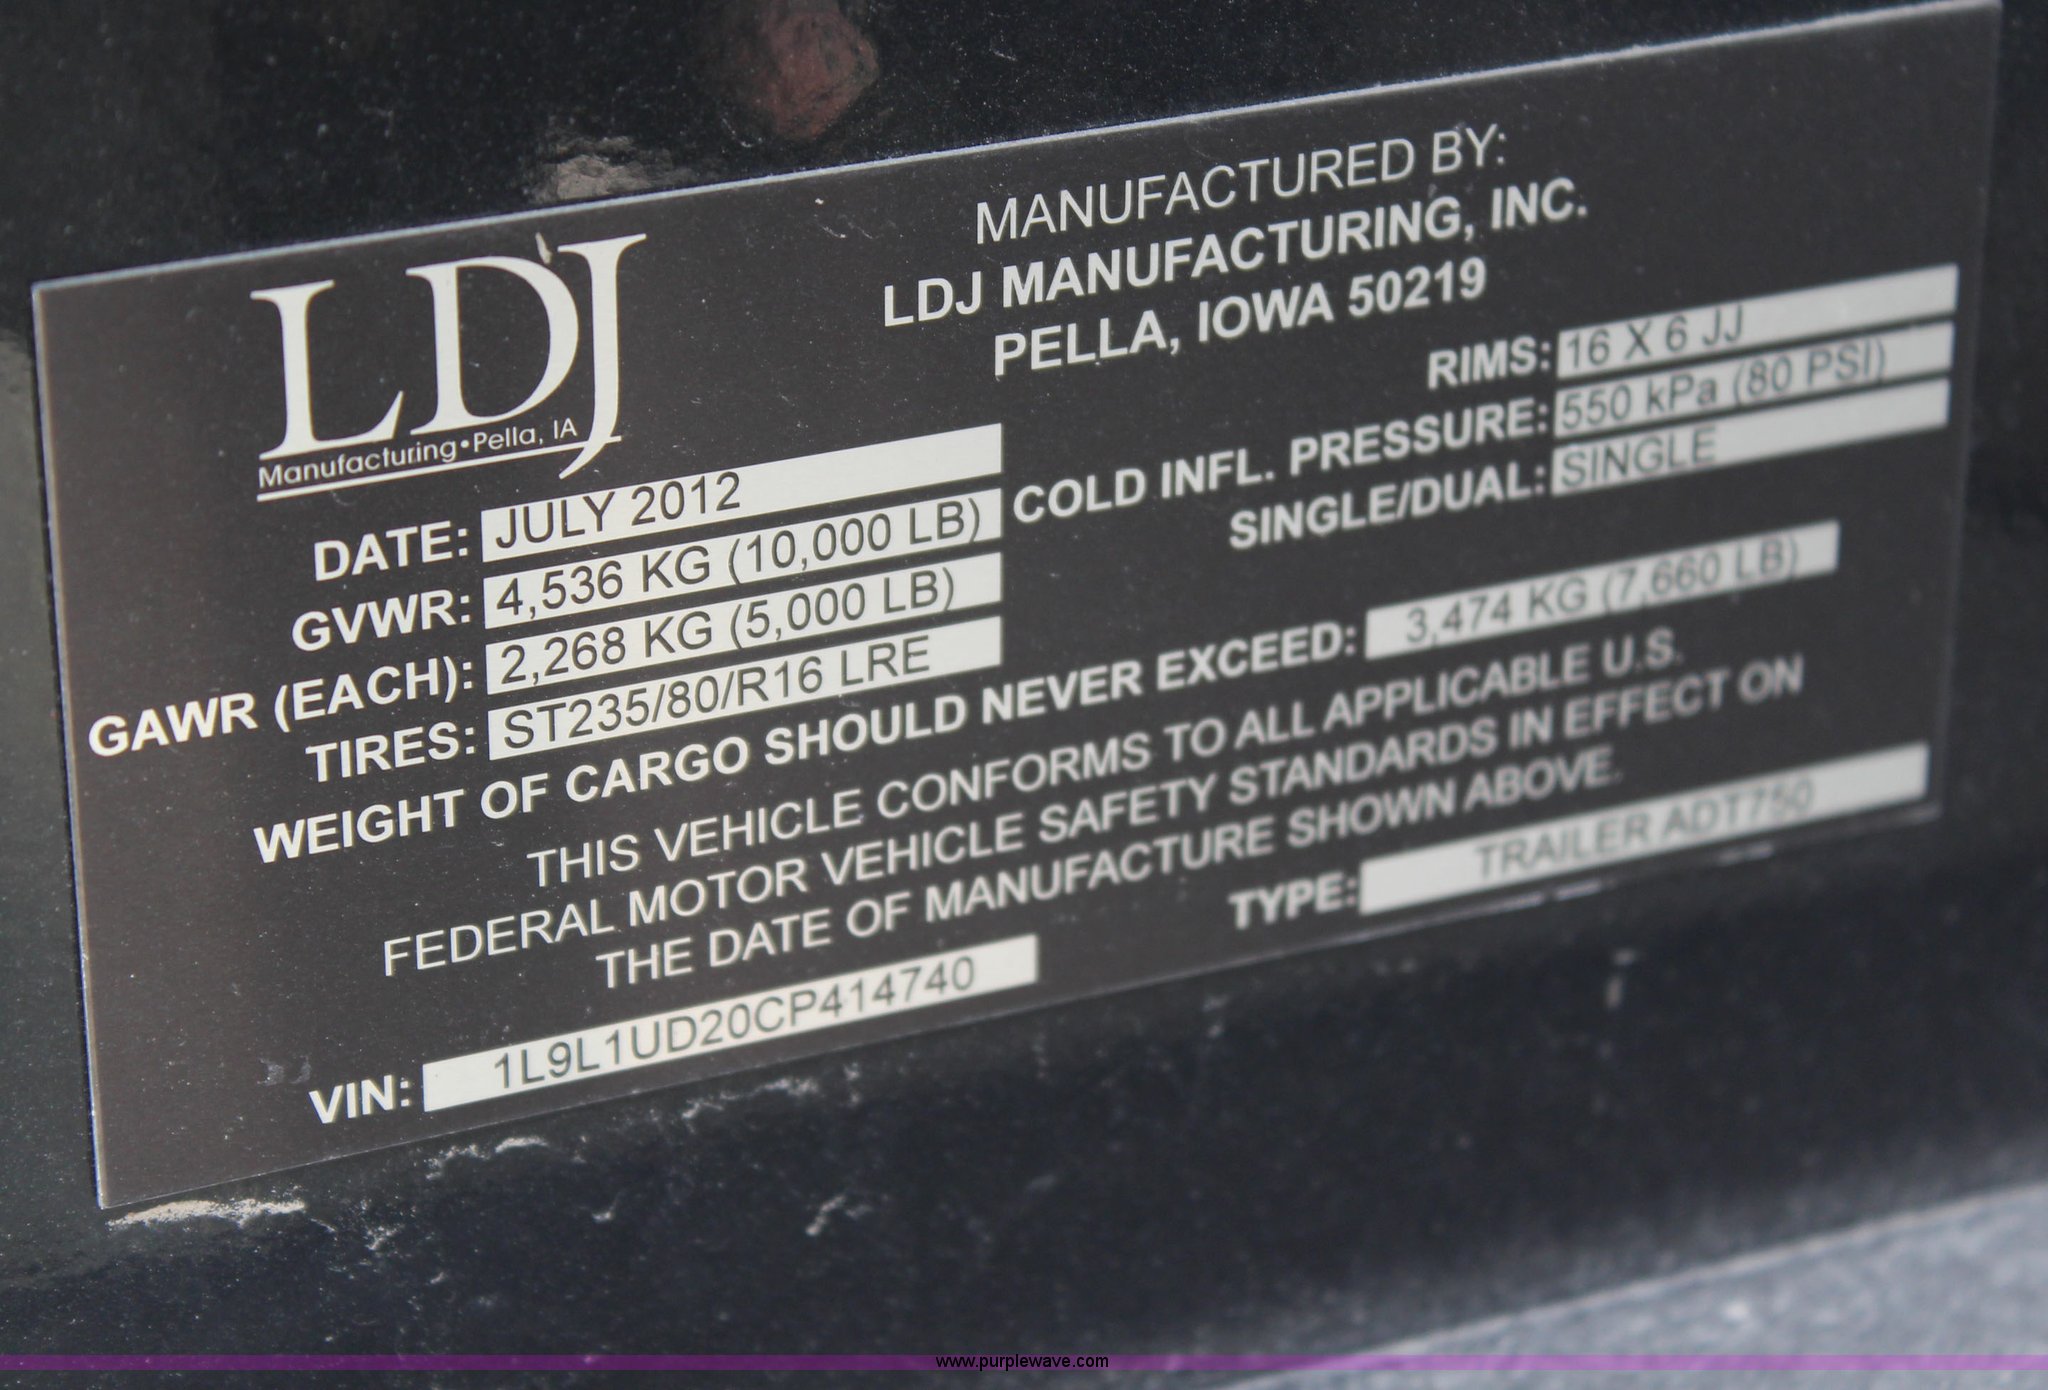 LDJ
Manufacturing•Pella, IA
MANUFACTURED BY:
LDJ MANUFACTURING, INC.
PELLA, IOWA 50219
DATE: JULY 2012
GVWR: 4,536 KG (10,000 LB)
GAWR (EACH): 2,268 KG (5,000 LB)
TIRES: ST235/80/R16 LRE
RIMS: 16 X 6 JJ
COLD INFL. PRESSURE: 550 kPa (80 PSI)
SINGLE/DUAL: SINGLE
WEIGHT OF CARGO SHOULD NEVER EXCEED: 3,474 KG (7,660 LB)
THIS VEHICLE CONFORMS TO ALL APPLICABLE U.S.
FEDERAL MOTOR VEHICLE SAFETY STANDARDS IN EFFECT ON
THE DATE OF MANUFACTURE SHOWN ABOVE.
VIN: 1L9L1UD20CP414740
TYPE: TRAILER ADT750
www.purplewave.com